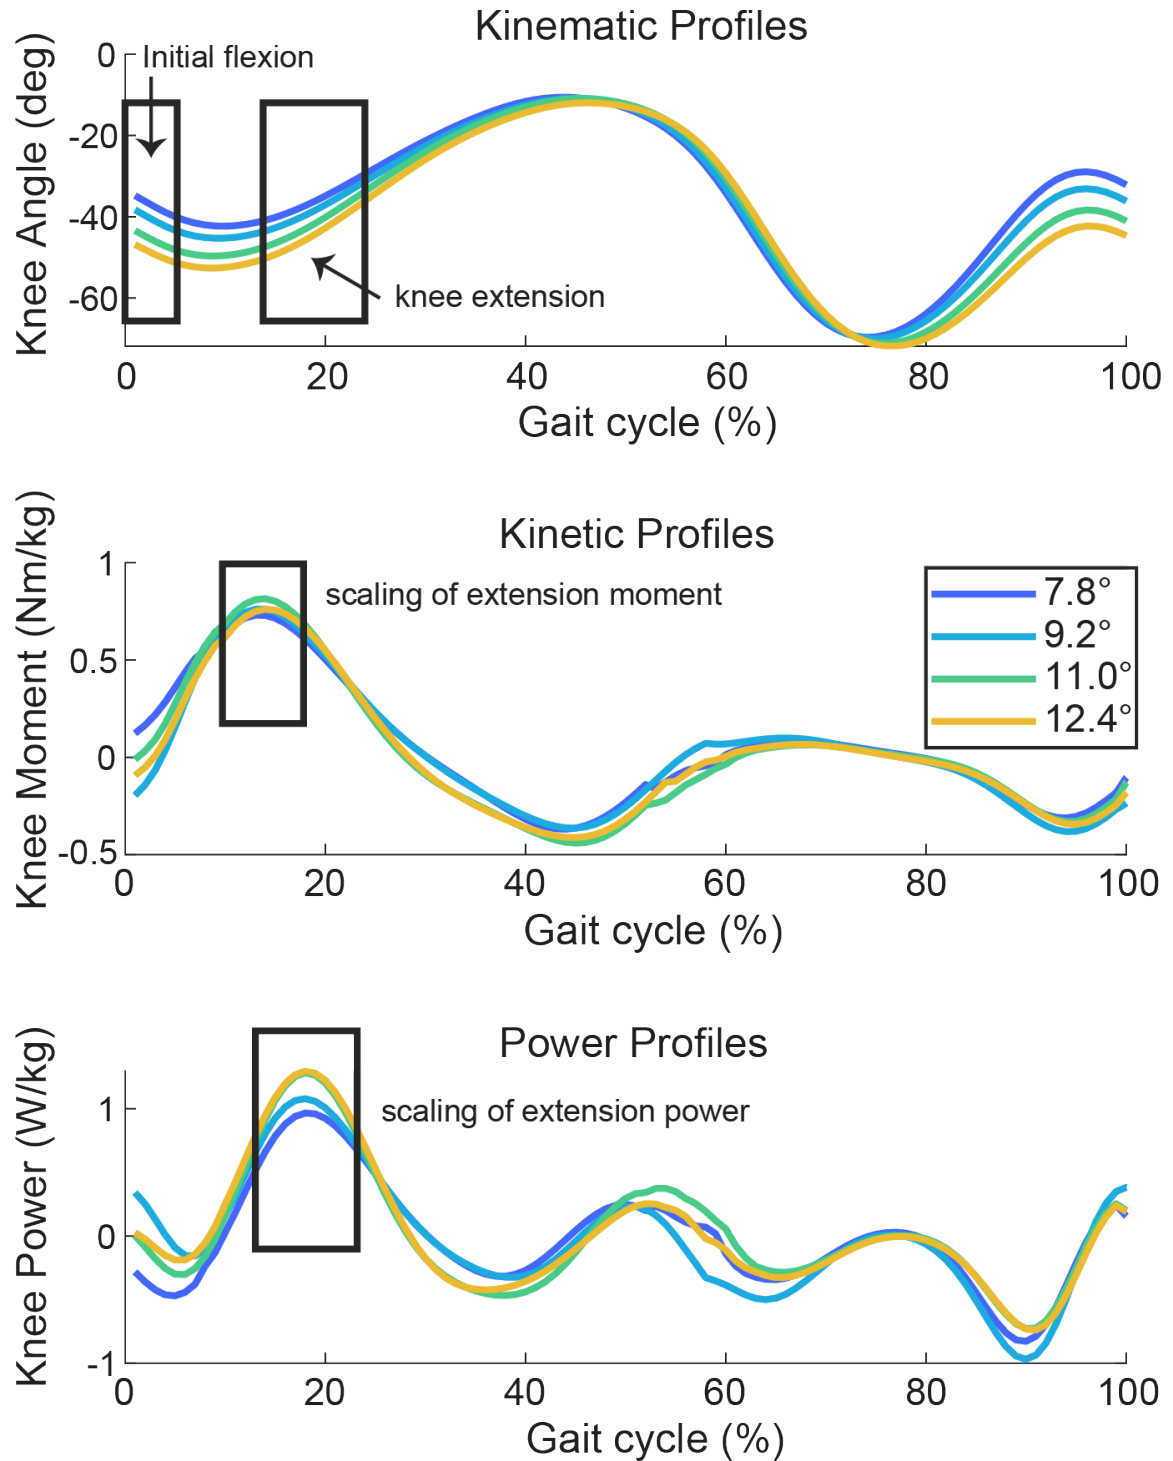 Kinematic Profiles
Knee Angle (deg)
0
-20
-40
-60
Initial flexion
knee extension
0 20 40 60 80 100
Gait cycle (%)
Kinetic Profiles
Knee Moment (Nm/kg)
1
0.5
0
-0.5
scaling of extension moment
7.8°
9.2°
11.0°
12.4°
0 20 40 60 80 100
Gait cycle (%)
Power Profiles
Knee Power (W/kg)
1
0
-1
scaling of extension power
0 20 40 60 80 100
Gait cycle (%)